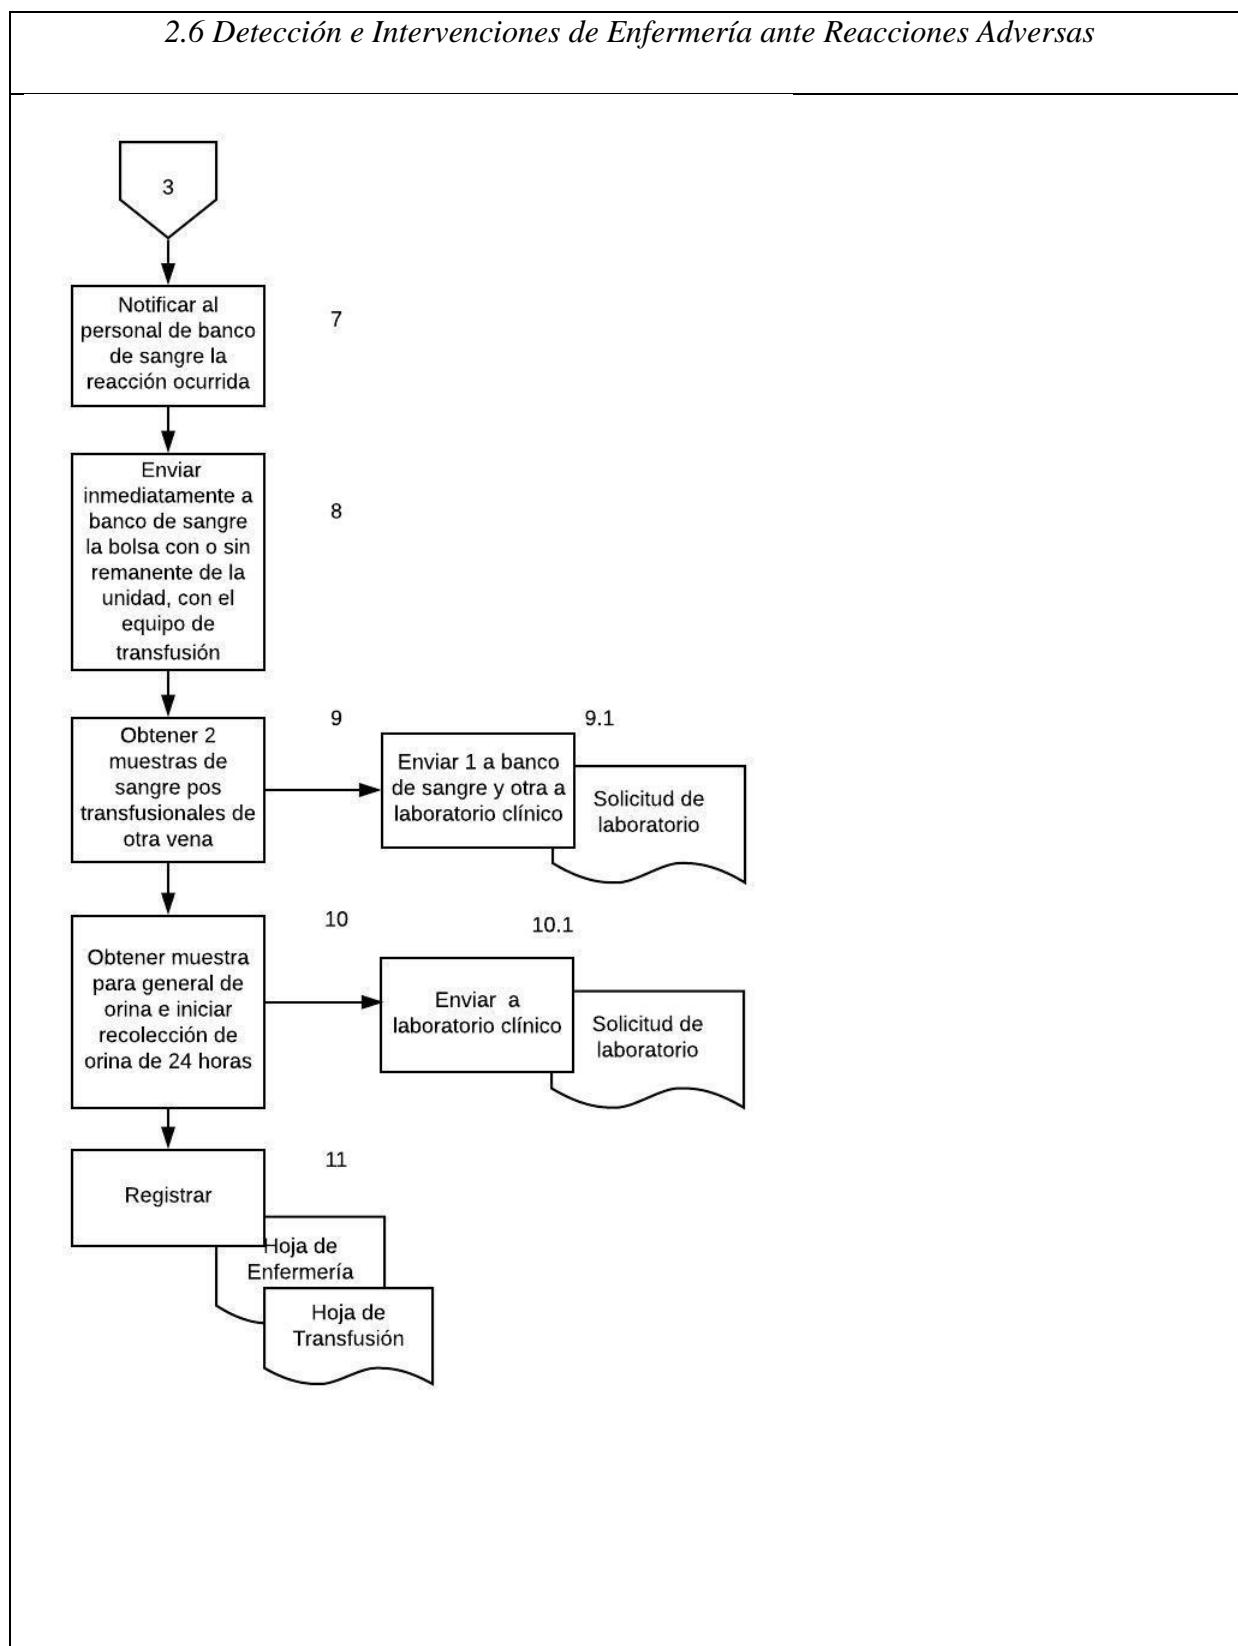 2.6 Detección e Intervenciones de Enfermería ante Reacciones Adversas
3
Notificar al
personal de banco
de sangre la
reacción ocurrida
7
Enviar
inmediatamente a
banco de sangre
la bolsa con o sin
remanente de la
unidad, con el
equipo de
transfusión
8
Obtener 2
muestras de
sangre pos
transfusionales de
otra vena
9
Enviar 1 a banco
de sangre y otra a
laboratorio clínico
9.1
Solicitud de
laboratorio
Obtener muestra
para general de
orina e iniciar
recolección de
orina de 24 horas
10
Enviar a
laboratorio clínico
10.1
Solicitud de
laboratorio
Registrar
11
Hoja de
Enfermería
Hoja de
Transfusión